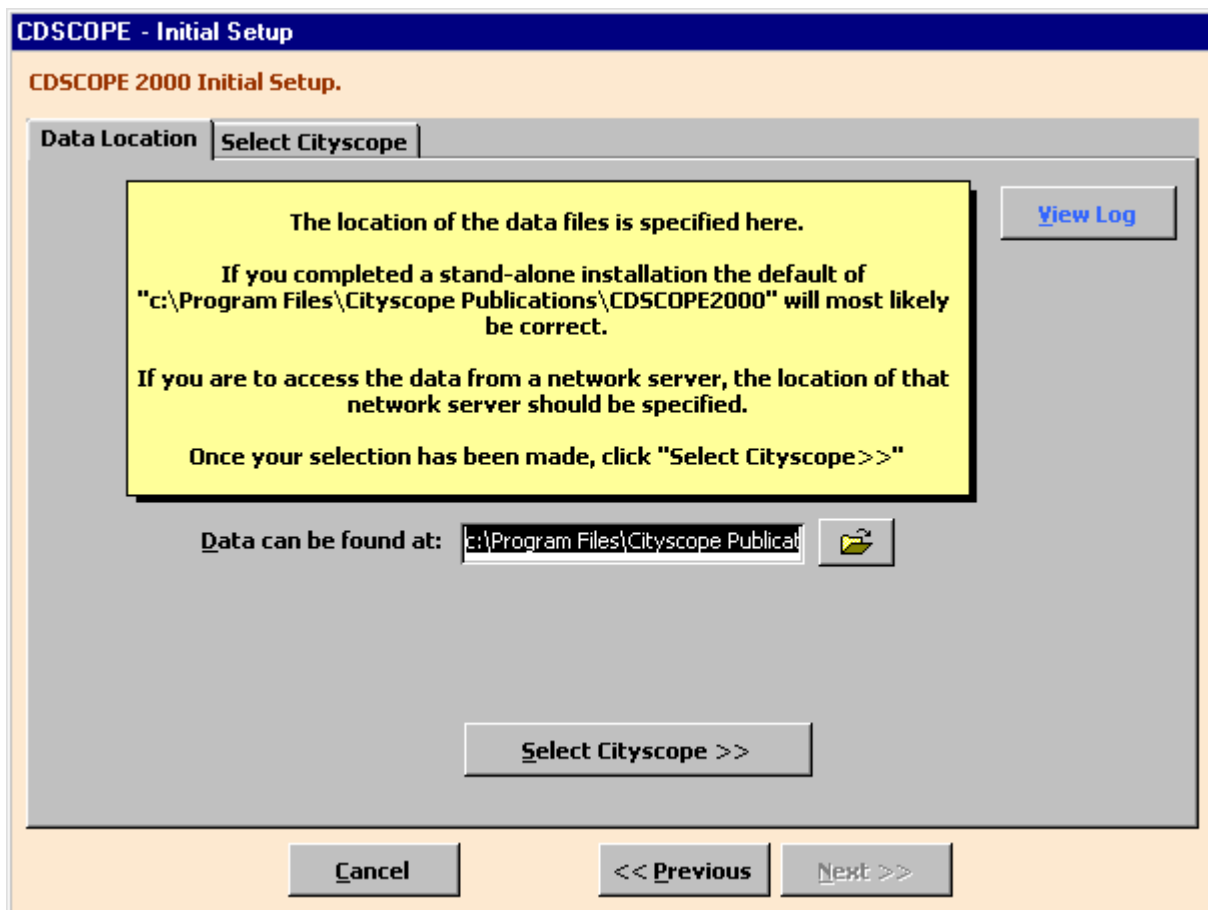 CDSCOPE - Initial Setup
CDSCOPE 2000 Initial Setup.
Data Location
Select Cityscope
The location of the data files is specified here.
View Log
If you completed a stand-alone installation the default of
"c:\Program Files\Cityscope Publications\CDSCOPE2000" will most likely
be correct.
If you are to access the data from a network server, the location of that
network server should be specified.
Once your selection has been made, click "Select Cityscope>>"
Data can be found at: c:\Program Files\Cityscope Publicat
Select Cityscope >>
Cancel
<< Previous
Next >>